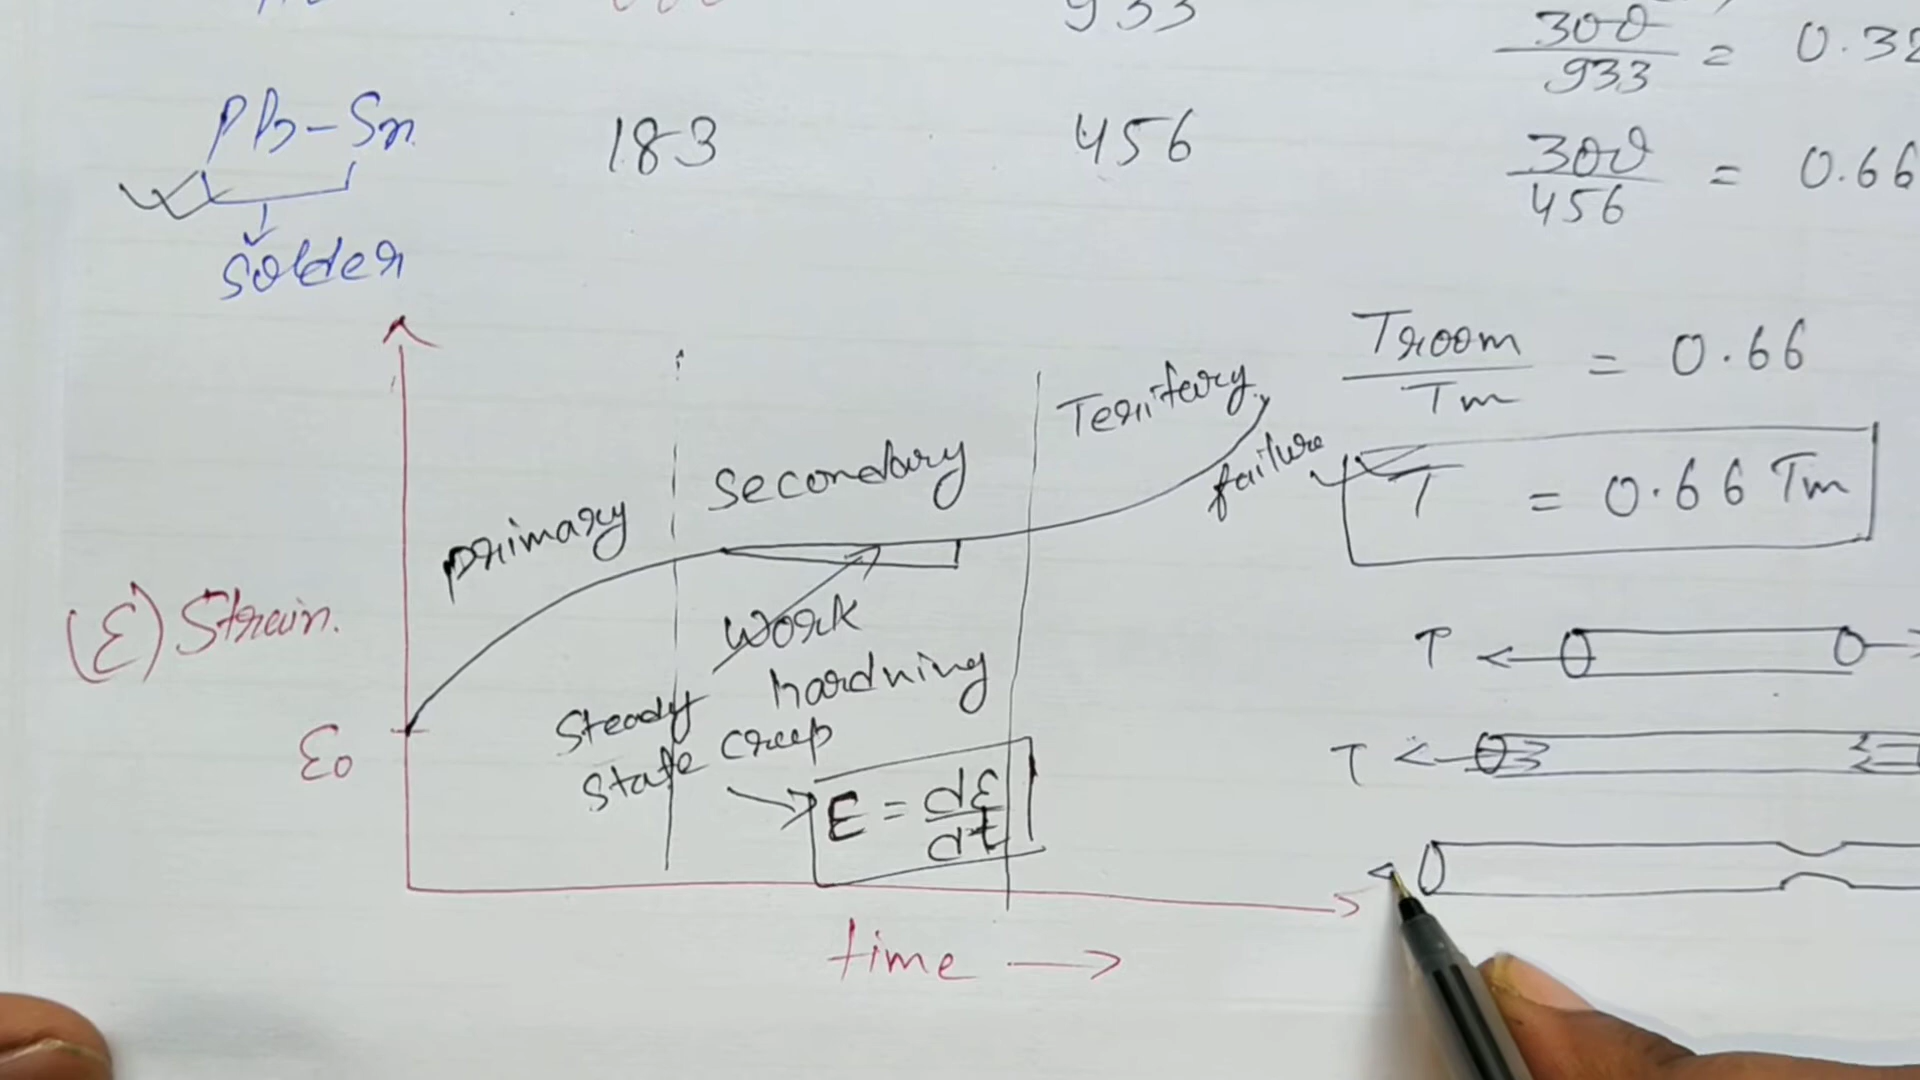 933
300/933 = 0.32
Pb-Sn 183 456 300/456 = 0.66
Solder
Troom/Tm = 0.66
T = 0.66 Tm
primary
Secondary
Teritery
failure
(ε) Strain.
ε0
Work
hardning
Steady
state creep
E = dε/dt
T
T
time